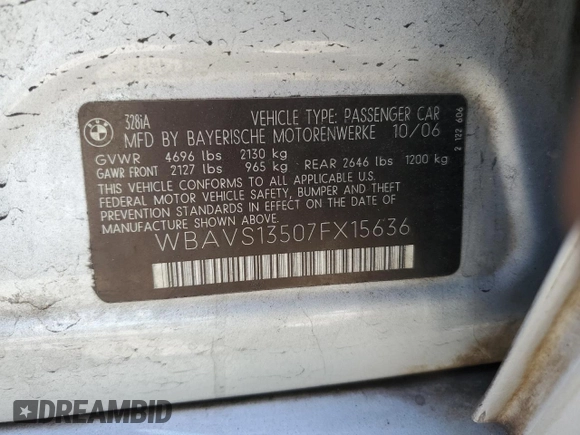 BMW
328iA
VEHICLE TYPE: PASSENGER CAR
MFD BY BAYERISCHE MOTORENWERKE 10/06
GVWR 4696 lbs 2130 kg
GAWR FRONT 2127 lbs 965 kg REAR 2646 lbs 1200 kg
THIS VEHICLE CONFORMS TO ALL APPLICABLE
FEDERAL MOTOR VEHICLE SAFETY, BUMPER AND THEFT
PREVENTION STANDARDS IN EFFECT ON THE DATE OF
MANUFACTURE SHOWN ABOVE.
WBAVS13507FX15636
2 122 606
DREAMBID